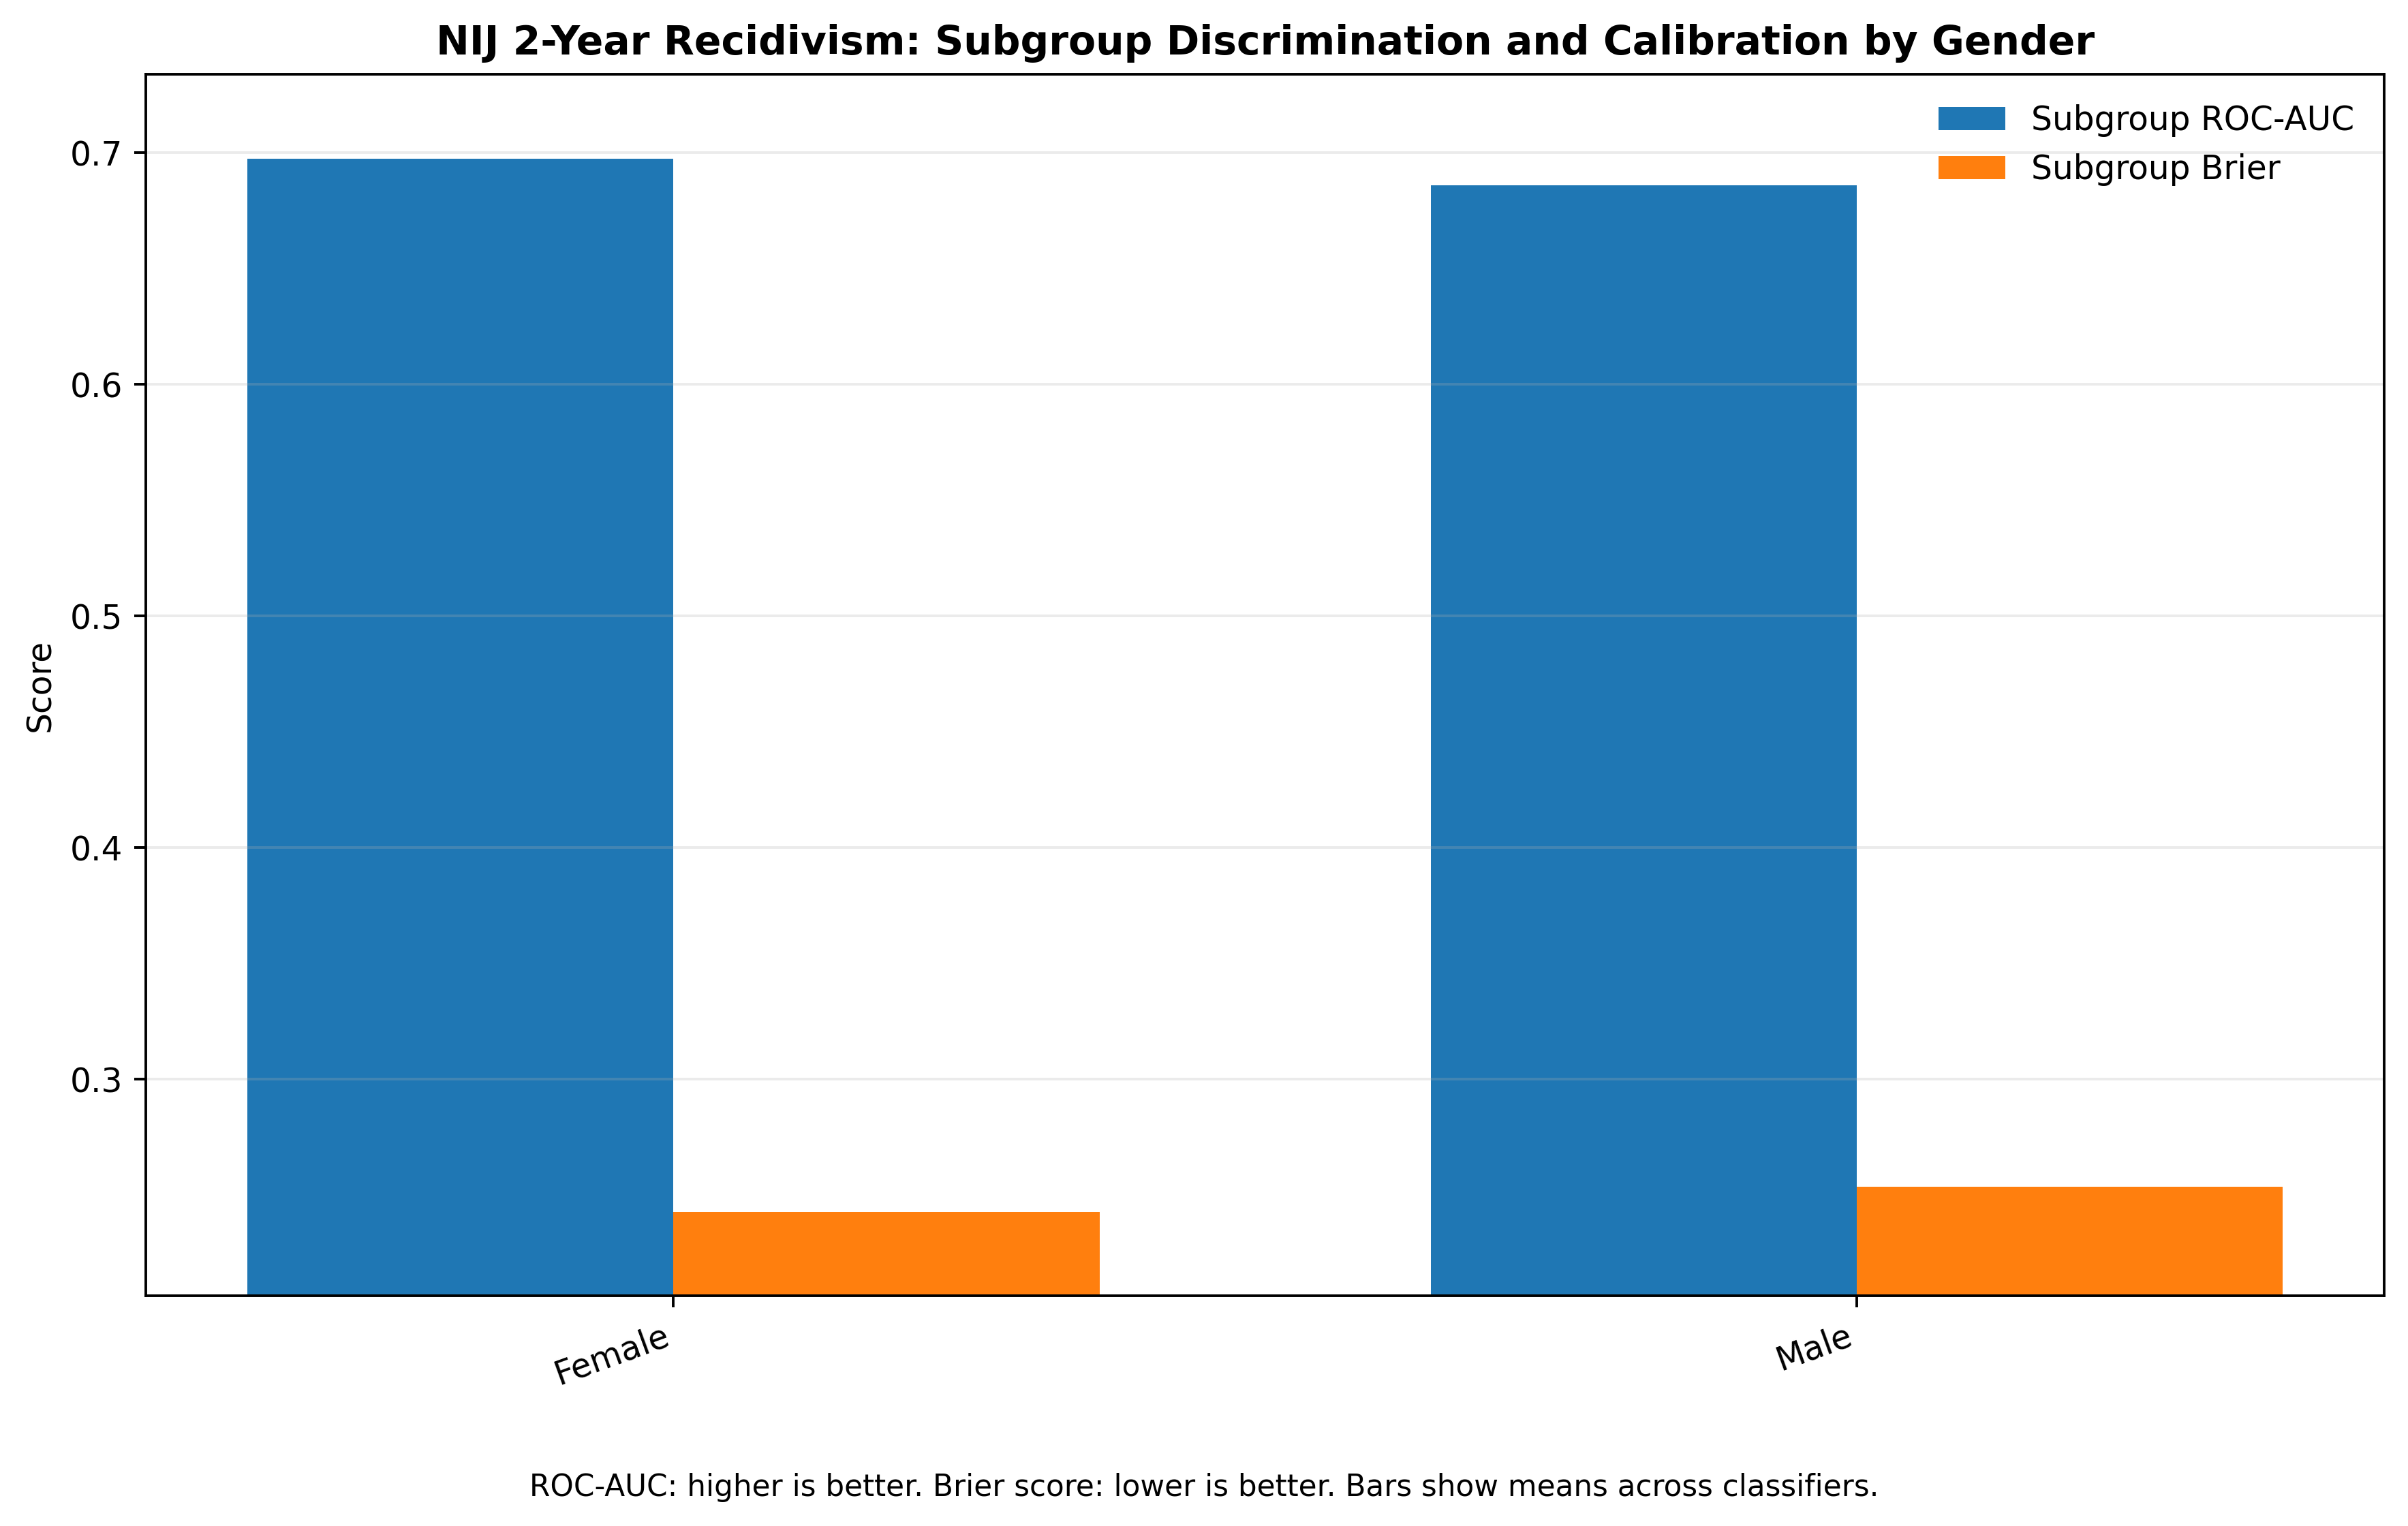 NIJ 2-Year Recidivism: Subgroup Discrimination and Calibration by Gender
Subgroup ROC-AUC
Subgroup Brier
0.7
0.6
0.5
0.4
0.3
Score
Female
Male
ROC-AUC: higher is better. Brier score: lower is better. Bars show means across classifiers.